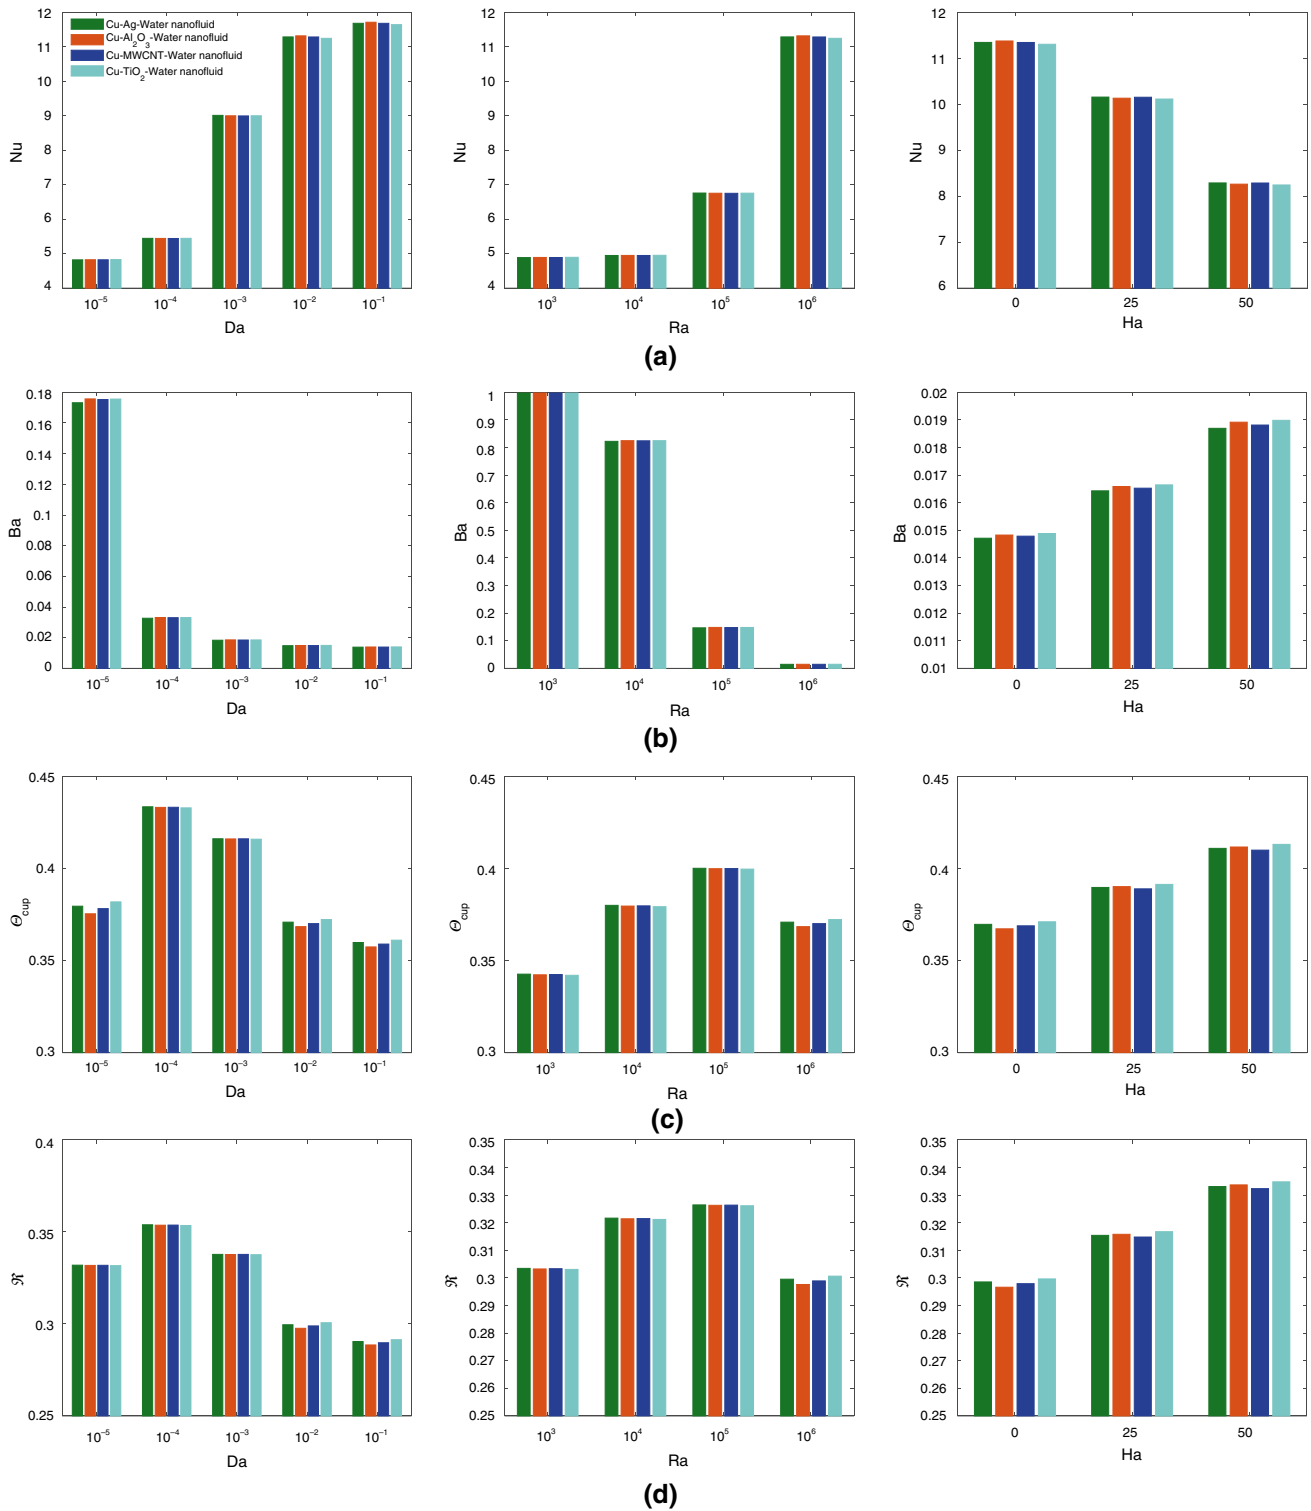 12
11
10
9
8
7
6
5
4
Nu
Cu-Ag-Water nanofluid
Cu-Al2O3-Water nanofluid
Cu-MWCNT-Water nanofluid
Cu-TiO2-Water nanofluid
10−5 10−4 10−3 10−2 10−1
Da
12
11
10
9
8
7
6
5
4
Nu
103 104 105 106
Ra
12
11
10
9
8
7
6
Nu
0 25 50
Ha
(a)
0.18
0.16
0.14
0.12
0.1
0.08
0.06
0.04
0.02
0
Ba
10−5 10−4 10−3 10−2 10−1
Da
1
0.9
0.8
0.7
0.6
0.5
0.4
0.3
0.2
0.1
0
Ba
103 104 105 106
Ra
0.02
0.019
0.018
0.017
0.016
0.015
0.014
0.013
0.012
0.011
0.01
Ba
0 25 50
Ha
(b)
0.45
0.4
0.35
0.3
Θcup
10−5 10−4 10−3 10−2 10−1
Da
0.45
0.4
0.35
0.3
Θcup
103 104 105 106
Ra
0.45
0.4
0.35
0.3
Θcup
0 25 50
Ha
(c)
0.4
0.35
0.3
0.25
ℜ
10−5 10−4 10−3 10−2 10−1
Da
0.35
0.34
0.33
0.32
0.31
0.3
0.29
0.28
0.27
0.26
0.25
ℜ
103 104 105 106
Ra
0.35
0.34
0.33
0.32
0.31
0.3
0.29
0.28
0.27
0.26
0.25
ℜ
0 25 50
Ha
(d)